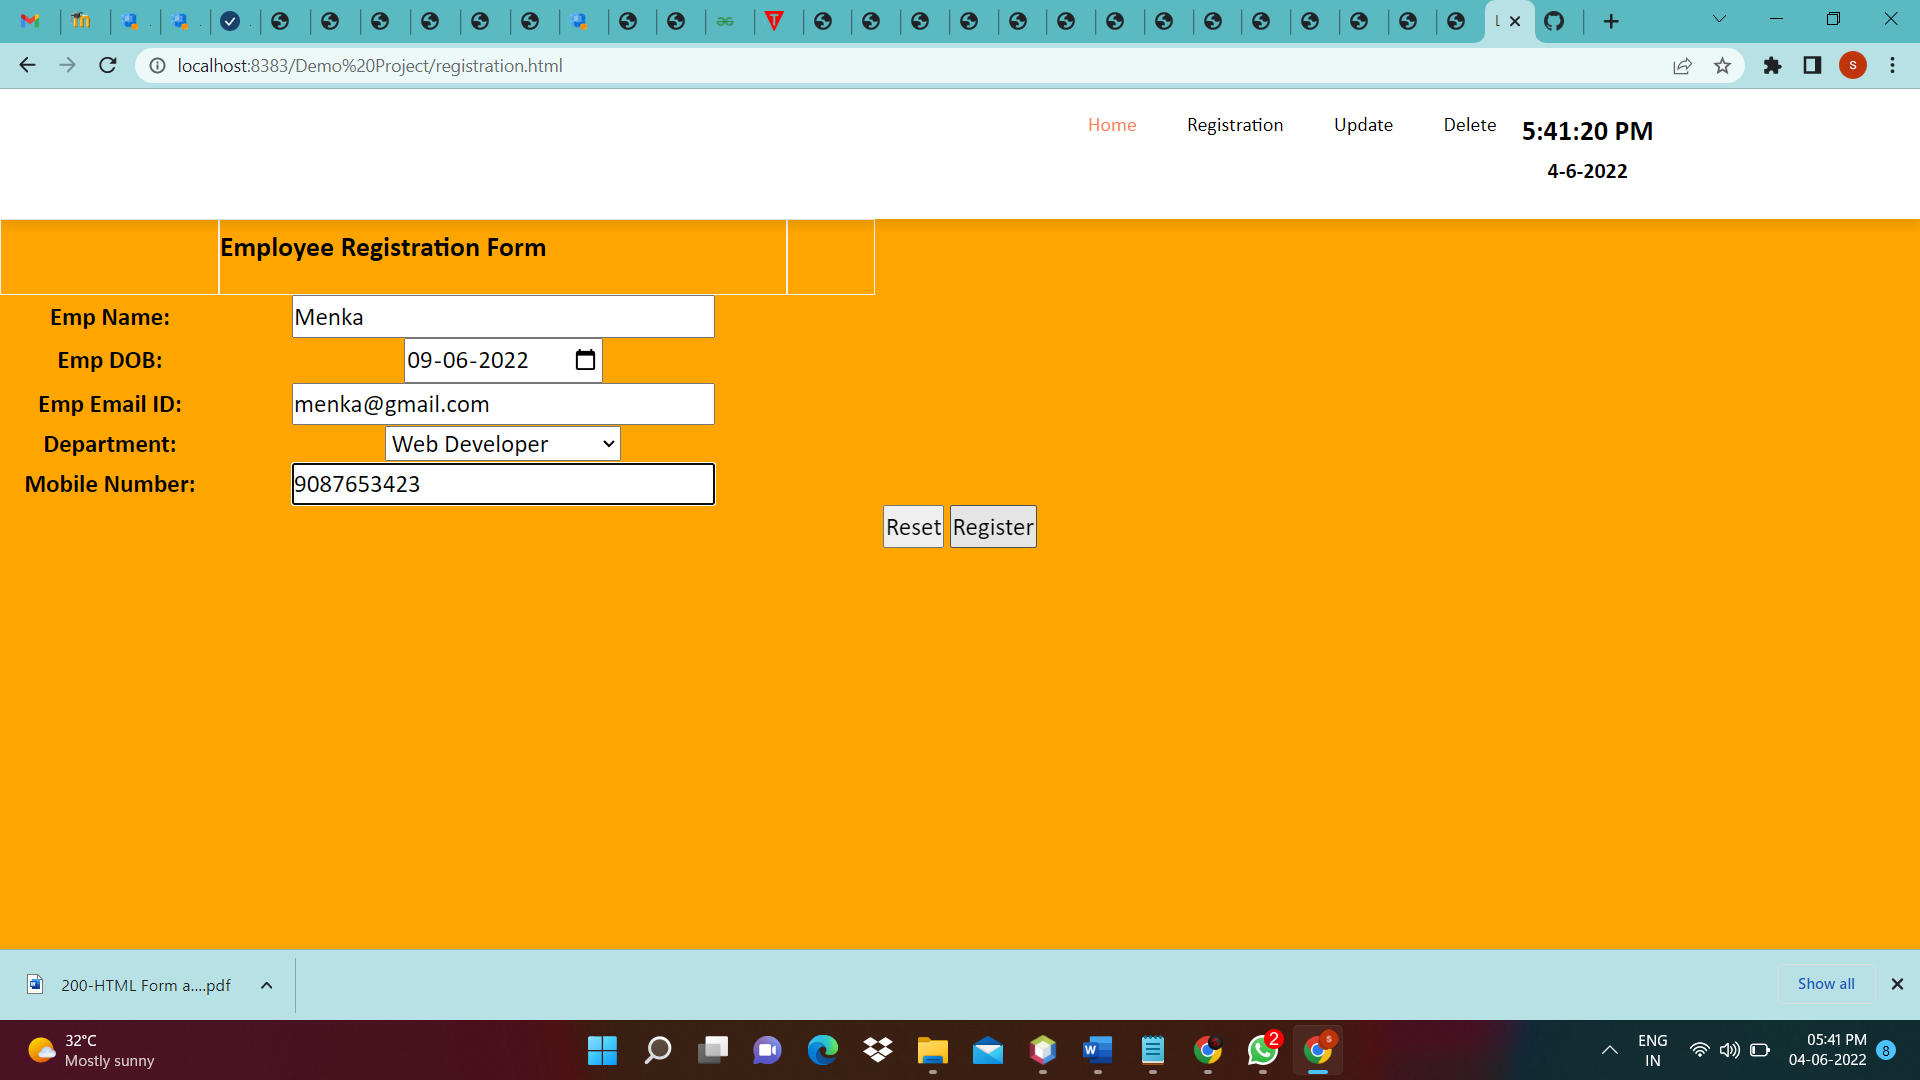 L
localhost:8383/Demo%20Project/registration.html
S
Home Registration Update Delete 5:41:20 PM
4-6-2022
Employee Registration Form
Emp Name: Menka
Emp DOB: 09-06-2022
Emp Email ID: menka@gmail.com
Department: Web Developer
Mobile Number: 9087653423
Reset Register
200-HTML Form a....pdf
Show all
32°C
Mostly sunny
2
S
ENG
IN
05:41 PM
04-06-2022
8